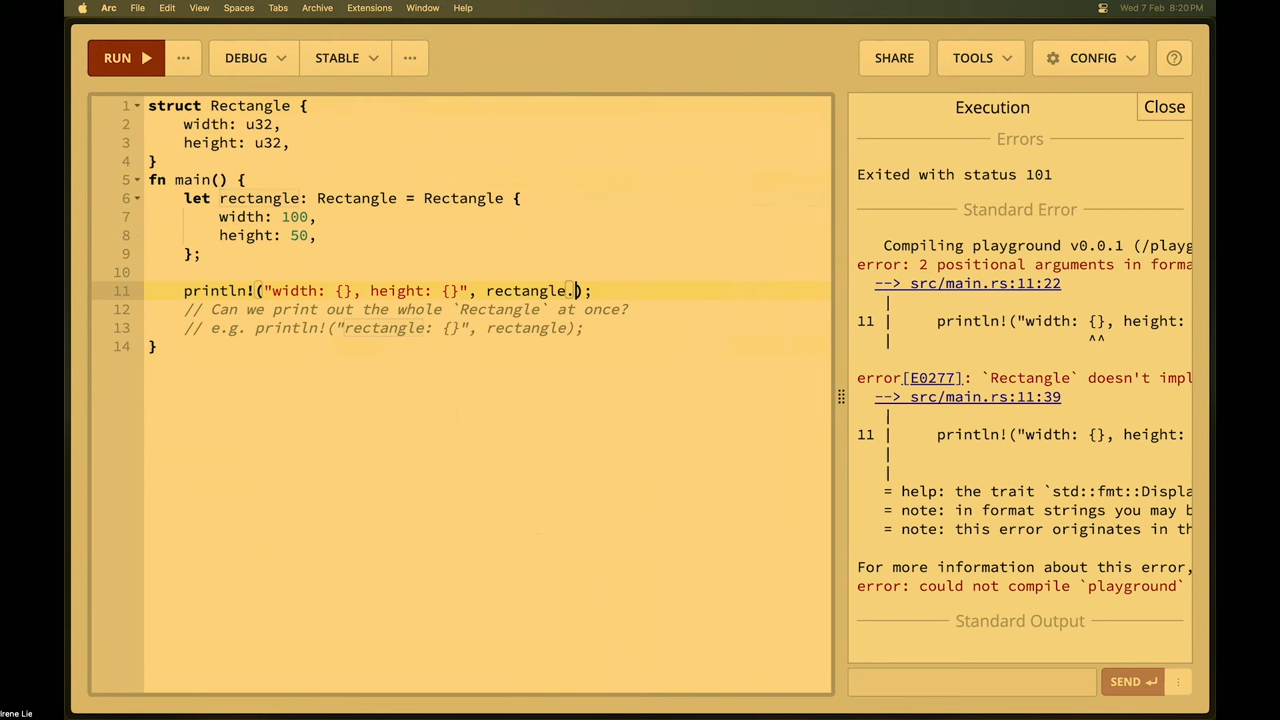 Arc File Edit View Spaces Tabs Archive Extensions Window Help Wed 7 Feb 8:20 PM
RUN ··· DEBUG STABLE ··· SHARE TOOLS CONFIG ?
1 struct Rectangle {
2 width: u32,
3 height: u32,
4 }
5 fn main() {
6 let rectangle: Rectangle = Rectangle {
7 width: 100,
8 height: 50,
9 };
10
11 println!("width: {}, height: {}", rectangle.);
12 // Can we print out the whole `Rectangle` at once?
13 // e.g. println!("rectangle: {}", rectangle);
14 }
Execution Close
Errors
Exited with status 101
Standard Error
Compiling playground v0.0.1 (/playg
error: 2 positional arguments in forma
--> src/main.rs:11:22
|
11 | println!("width: {}, height:
| ^^
error[E0277]: `Rectangle` doesn't impl
--> src/main.rs:11:39
|
11 | println!("width: {}, height:
|
|
= help: the trait `std::fmt::Displa
= note: in format strings you may b
= note: this error originates in th
For more information about this error,
error: could not compile `playground`
Standard Output
SEND
Irene Lie